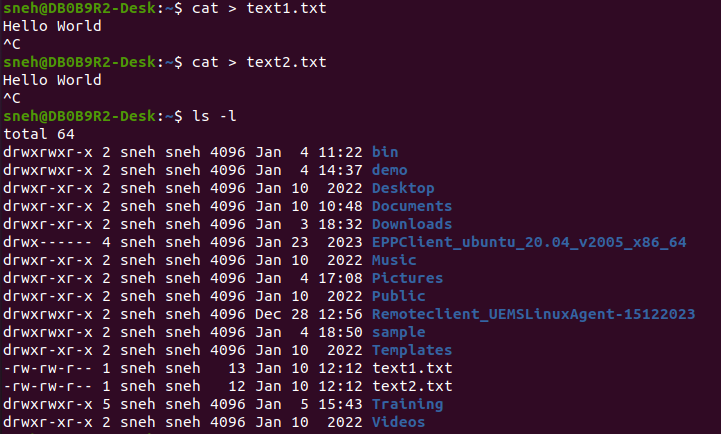 sneh@DB0B9R2-Desk:~$ cat > text1.txt
Hello World
^C
sneh@DB0B9R2-Desk:~$ cat > text2.txt
Hello World
^C
sneh@DB0B9R2-Desk:~$ ls -l
total 64
drwxrwxr-x 2 sneh sneh 4096 Jan  4 11:22 bin
drwxrwxr-x 2 sneh sneh 4096 Jan  4 14:37 demo
drwxr-xr-x 2 sneh sneh 4096 Jan 10  2022 Desktop
drwxr-xr-x 2 sneh sneh 4096 Jan 10 10:48 Documents
drwxr-xr-x 2 sneh sneh 4096 Jan  3 18:32 Downloads
drwx------ 4 sneh sneh 4096 Jan 23  2023 EPPClient_ubuntu_20.04_v2005_x86_64
drwxr-xr-x 2 sneh sneh 4096 Jan 10  2022 Music
drwxr-xr-x 2 sneh sneh 4096 Jan  4 17:08 Pictures
drwxr-xr-x 2 sneh sneh 4096 Jan 10  2022 Public
drwxrwxrwx 2 sneh sneh 4096 Dec 28 12:56 Remoteclient_UEMSLinuxAgent-15122023
drwxrwxr-x 2 sneh sneh 4096 Jan  4 18:50 sample
drwxr-xr-x 2 sneh sneh 4096 Jan 10  2022 Templates
-rw-rw-r-- 1 sneh sneh   13 Jan 10 12:12 text1.txt
-rw-rw-r-- 1 sneh sneh   12 Jan 10 12:12 text2.txt
drwxrwxr-x 5 sneh sneh 4096 Jan  5 15:43 Training
drwxr-xr-x 2 sneh sneh 4096 Jan 10  2022 Videos